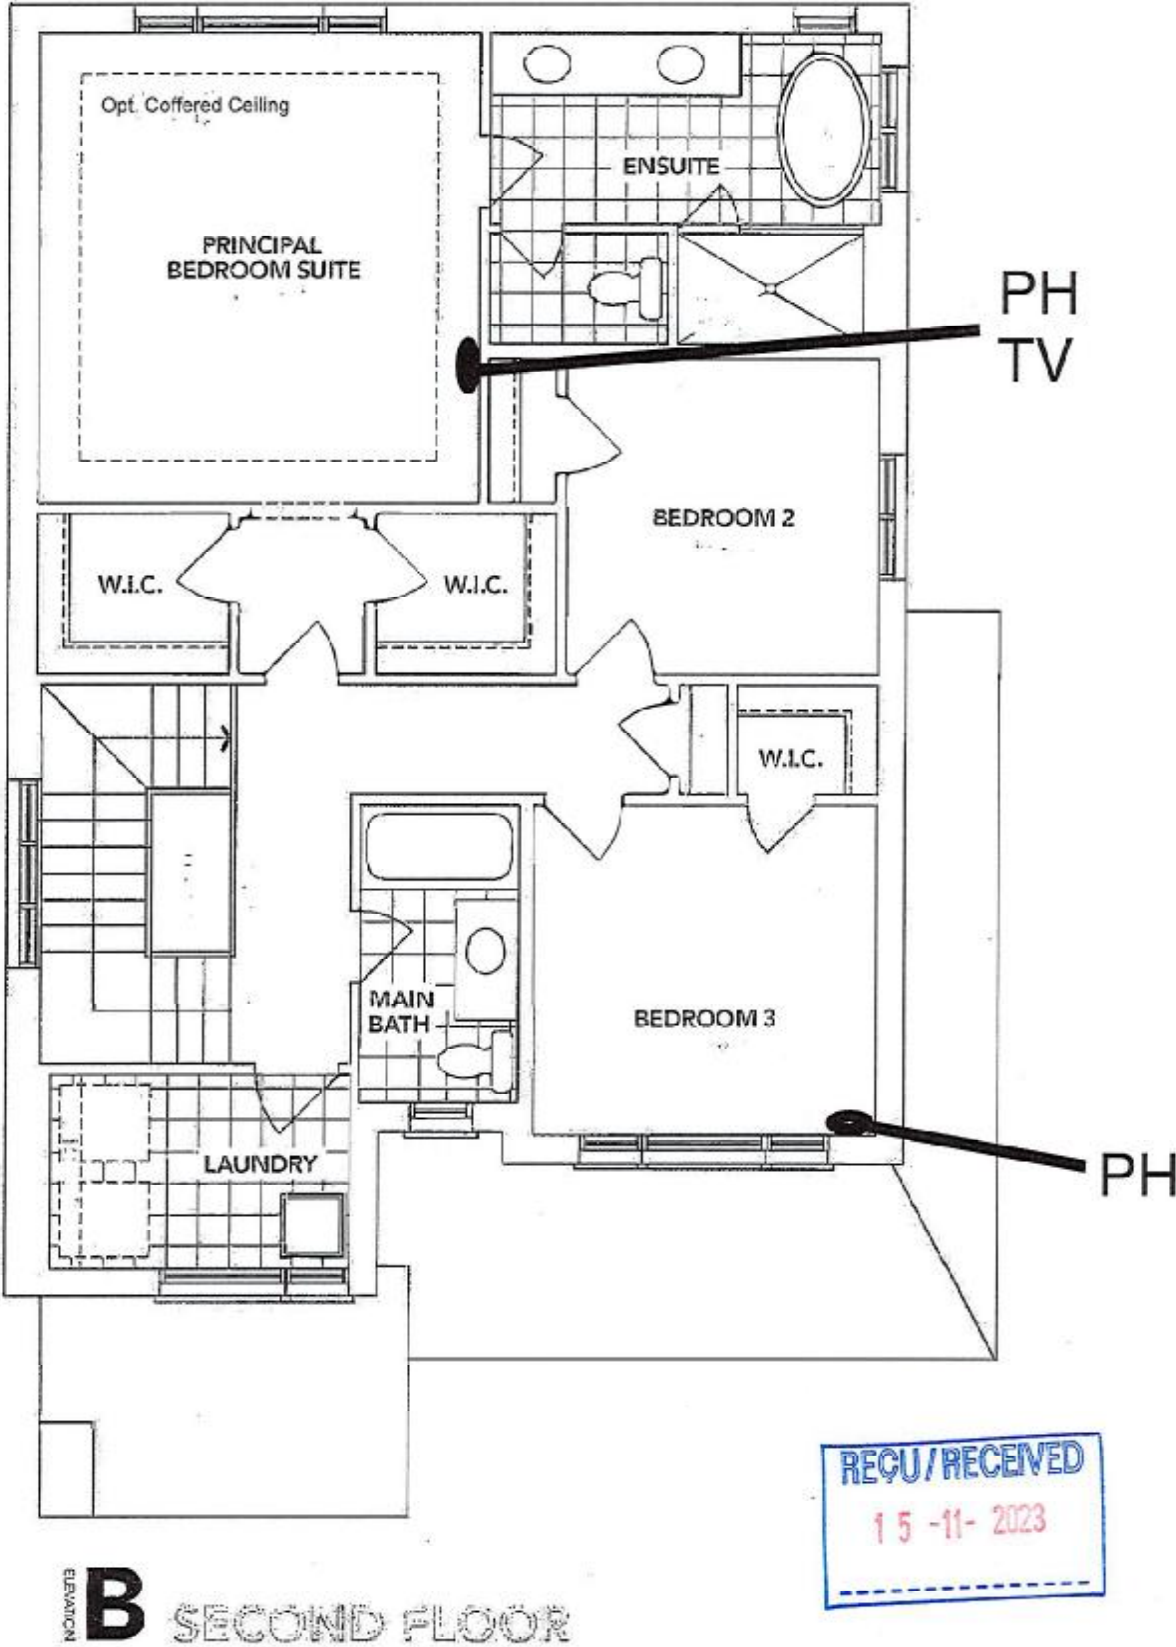 Opt. Coffered Ceiling
ENSUITE
PRINCIPAL
BEDROOM SUITE
PH
TV
BEDROOM 2
W.I.C.
W.I.C.
W.I.C.
MAIN
BATH
BEDROOM 3
PH
LAUNDRY
REÇU/RECEIVED
15-11-2023
ELEVATION
B SECOND FLOOR